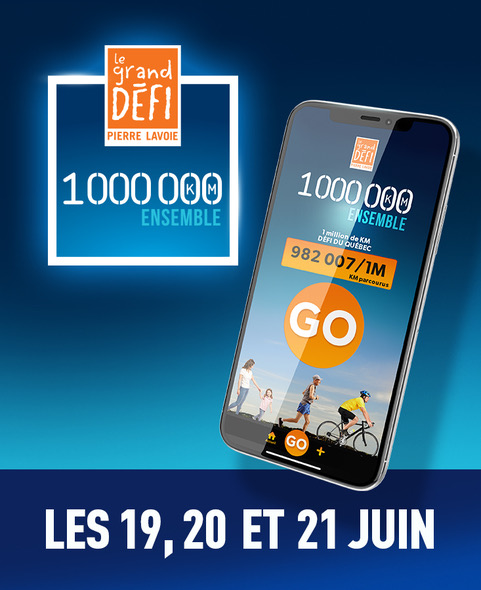 le
grand
DÉFI
PIERRE LAVOIE
1 000 000 KM
ENSEMBLE
le
grand
DÉFI
1 000 000 KM
ENSEMBLE
1 million de KM
DÉFI DU QUÉBEC
982 007/1M
KM parcourus
GO
GO
+
LES 19, 20 ET 21 JUIN